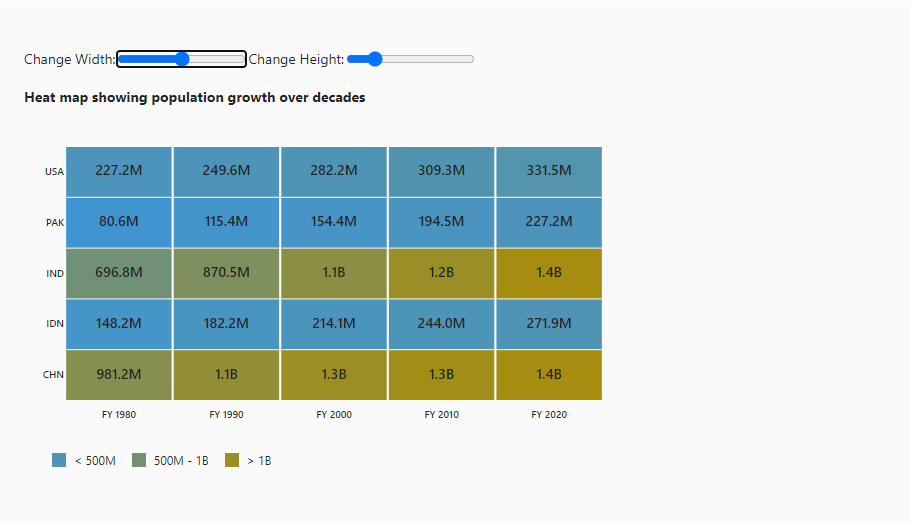 Change Width: Change Height:
Heat map showing population growth over decades
USA 227.2M 249.6M 282.2M 309.3M 331.5M
PAK 80.6M 115.4M 154.4M 194.5M 227.2M
IND 696.8M 870.5M 1.1B 1.2B 1.4B
IDN 148.2M 182.2M 214.1M 244.0M 271.9M
CHN 981.2M 1.1B 1.3B 1.3B 1.4B
FY 1980 FY 1990 FY 2000 FY 2010 FY 2020
< 500M 500M - 1B > 1B